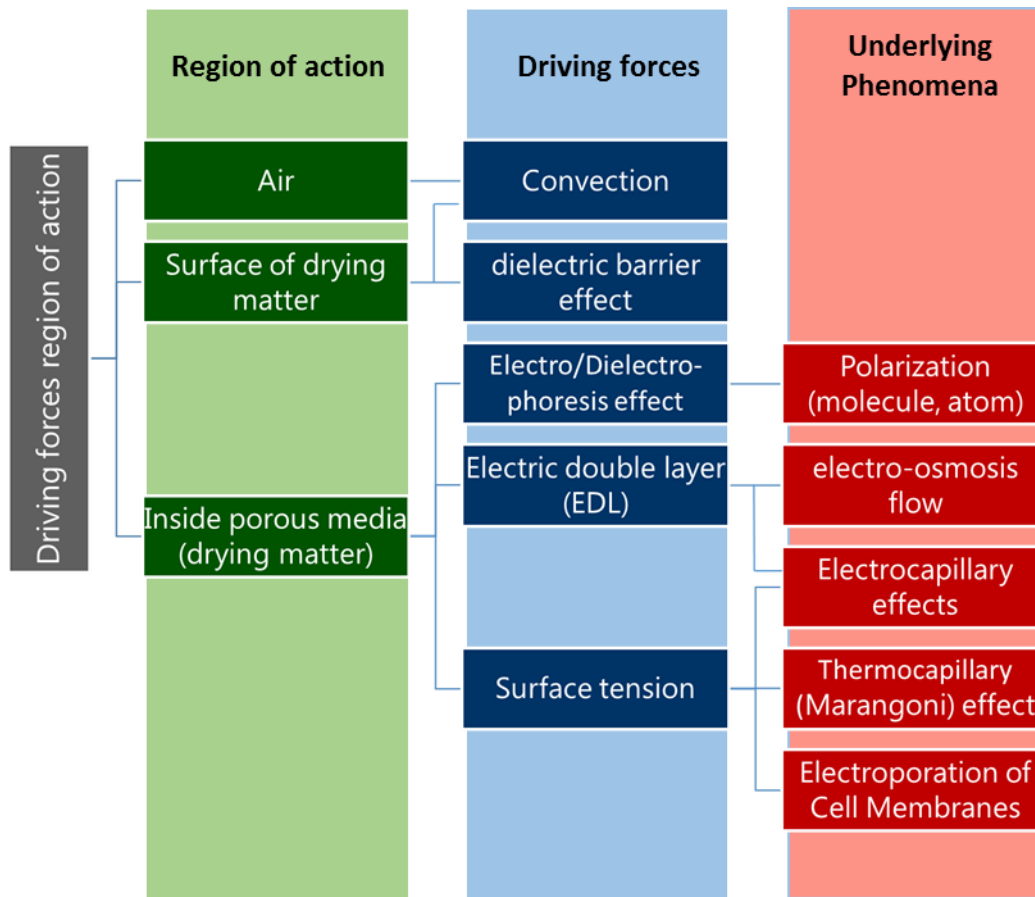 Region of action
Driving forces
Underlying
Phenomena
Driving forces region of action
Air
Convection
Surface of drying
matter
dielectric barrier
effect
Electro/Dielectro-
phoresis effect
Polarization
(molecule, atom)
Electric double layer
(EDL)
electro-osmosis
flow
Inside porous media
(drying matter)
Electrocapillary
effects
Surface tension
Thermocapillary
(Marangoni) effect
Electroporation of
Cell Membranes